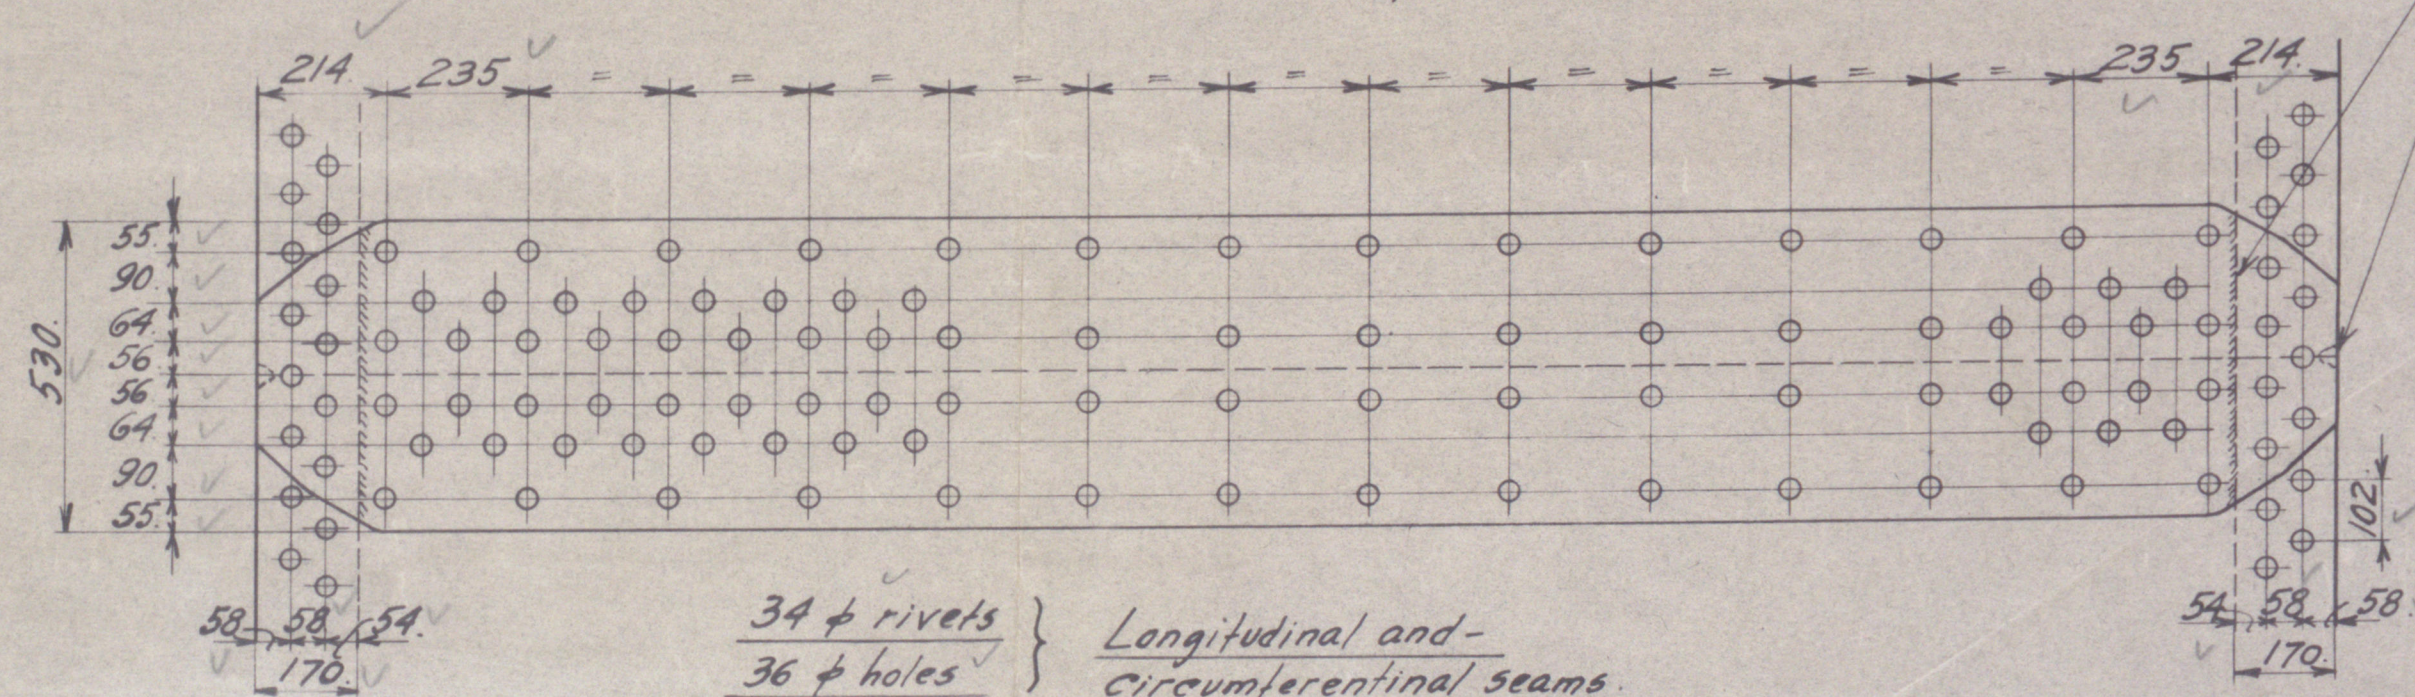 214. 235 = = = = = = = = = = = 235 214.
55.
90.
64.
56.
56
64.
90.
55.
530.
102.
58 58 54.
170.
34 ϕ rivets
36 ϕ holes
Longitudinal and-
circumferentinal seams.
54 58 58.
170.